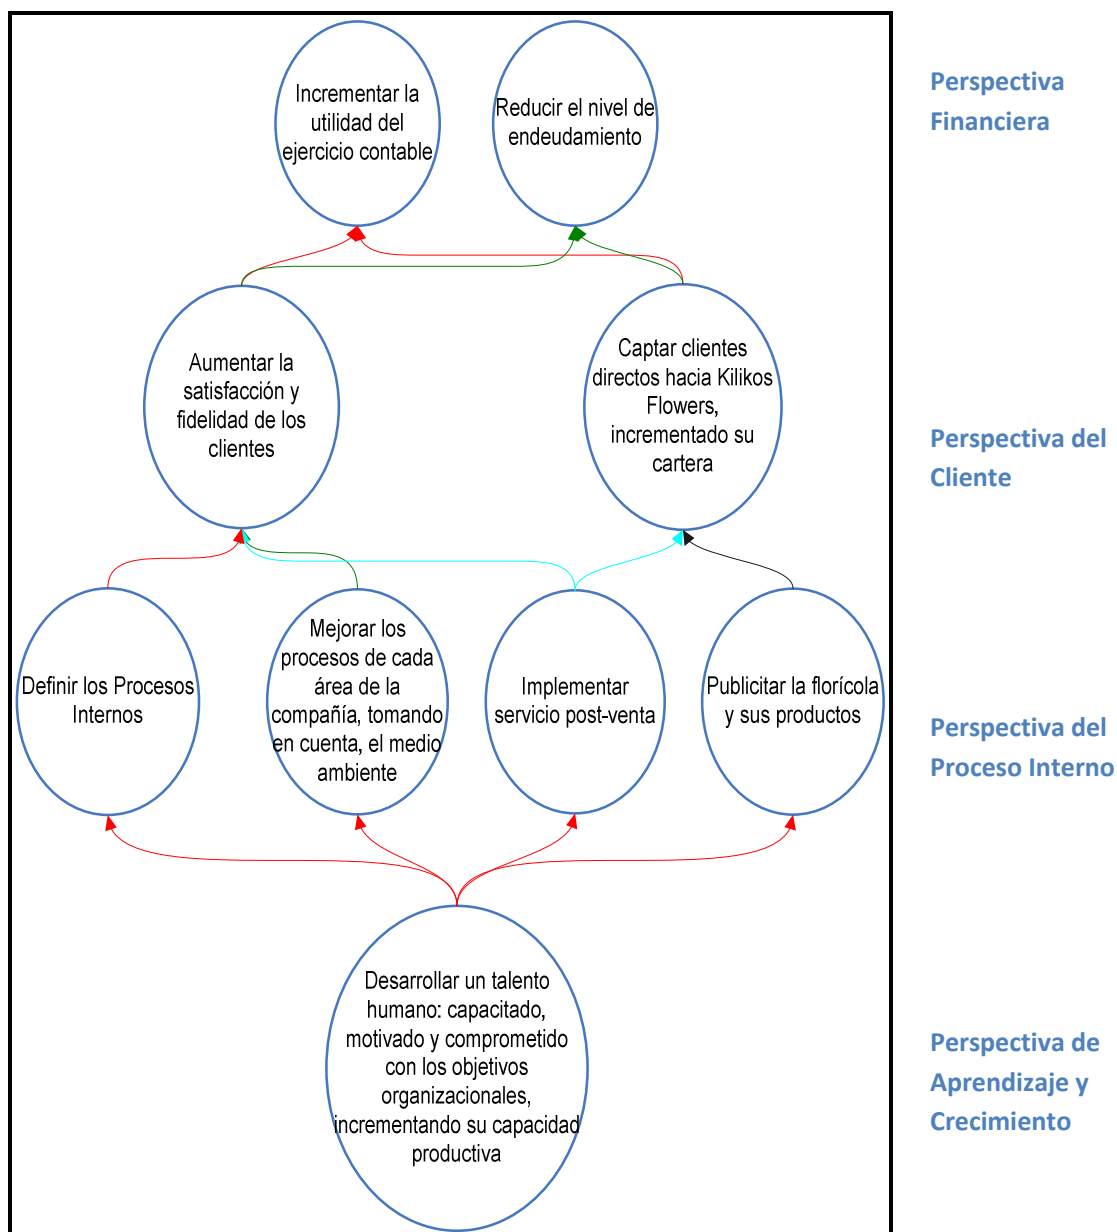 Incrementar la
utilidad del
ejercicio contable
Reducir el nivel de
endeudamiento
Perspectiva
Financiera
Aumentar la
satisfacción y
fidelidad de los
clientes
Captar clientes
directos hacia Kilikos
Flowers,
incrementado su
cartera
Perspectiva del
Cliente
Definir los Procesos
Internos
Mejorar los
procesos de cada
área de la
compañía, tomando
en cuenta, el medio
ambiente
Implementar
servicio post-venta
Publicitar la florícola
y sus productos
Perspectiva del
Proceso Interno
Desarrollar un talento
humano: capacitado,
motivado y comprometido
con los objetivos
organizacionales,
incrementando su capacidad
productiva
Perspectiva de
Aprendizaje y
Crecimiento